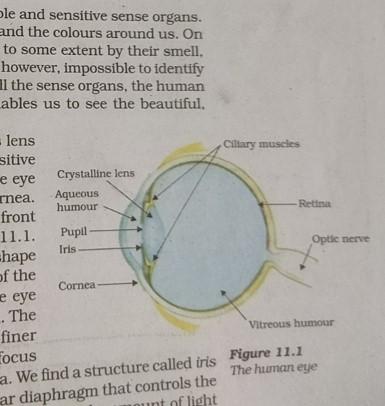 ble and sensitive sense organs.
and the colours around us. On
to some extent by their smell,
however, impossible to identify
ll the sense organs, the human
ables us to see the beautiful,
lens
sitive
e eye
rnea.
front
11.1.
shape
of the
e eye
. The
finer
focus
Ciliary muscles
Crystalline lens
Aqueous
humour
Pupil
Iris
Cornea
Retina
Optic nerve
Vitreous humour
Figure 11.1
The human eye
a. We find a structure called iris
ar diaphragm that controls the
amount of light